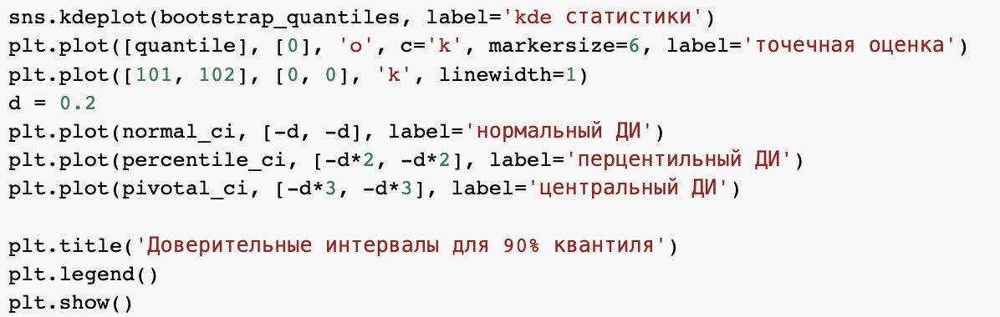 sns.kdeplot(bootstrap_quantiles, label='kde статистики')
plt.plot([quantile], [0], 'o', c='k', markersize=6, label='точечная оценка')
plt.plot([101, 102], [0, 0], 'k', linewidth=1)
d = 0.2
plt.plot(normal_ci, [-d, -d], label='нормальный ДИ')
plt.plot(percentile_ci, [-d*2, -d*2], label='перцентильный ДИ')
plt.plot(pivotal_ci, [-d*3, -d*3], label='центральный ДИ')
plt.title('Доверительные интервалы для 90% квантиля')
plt.legend()
plt.show()